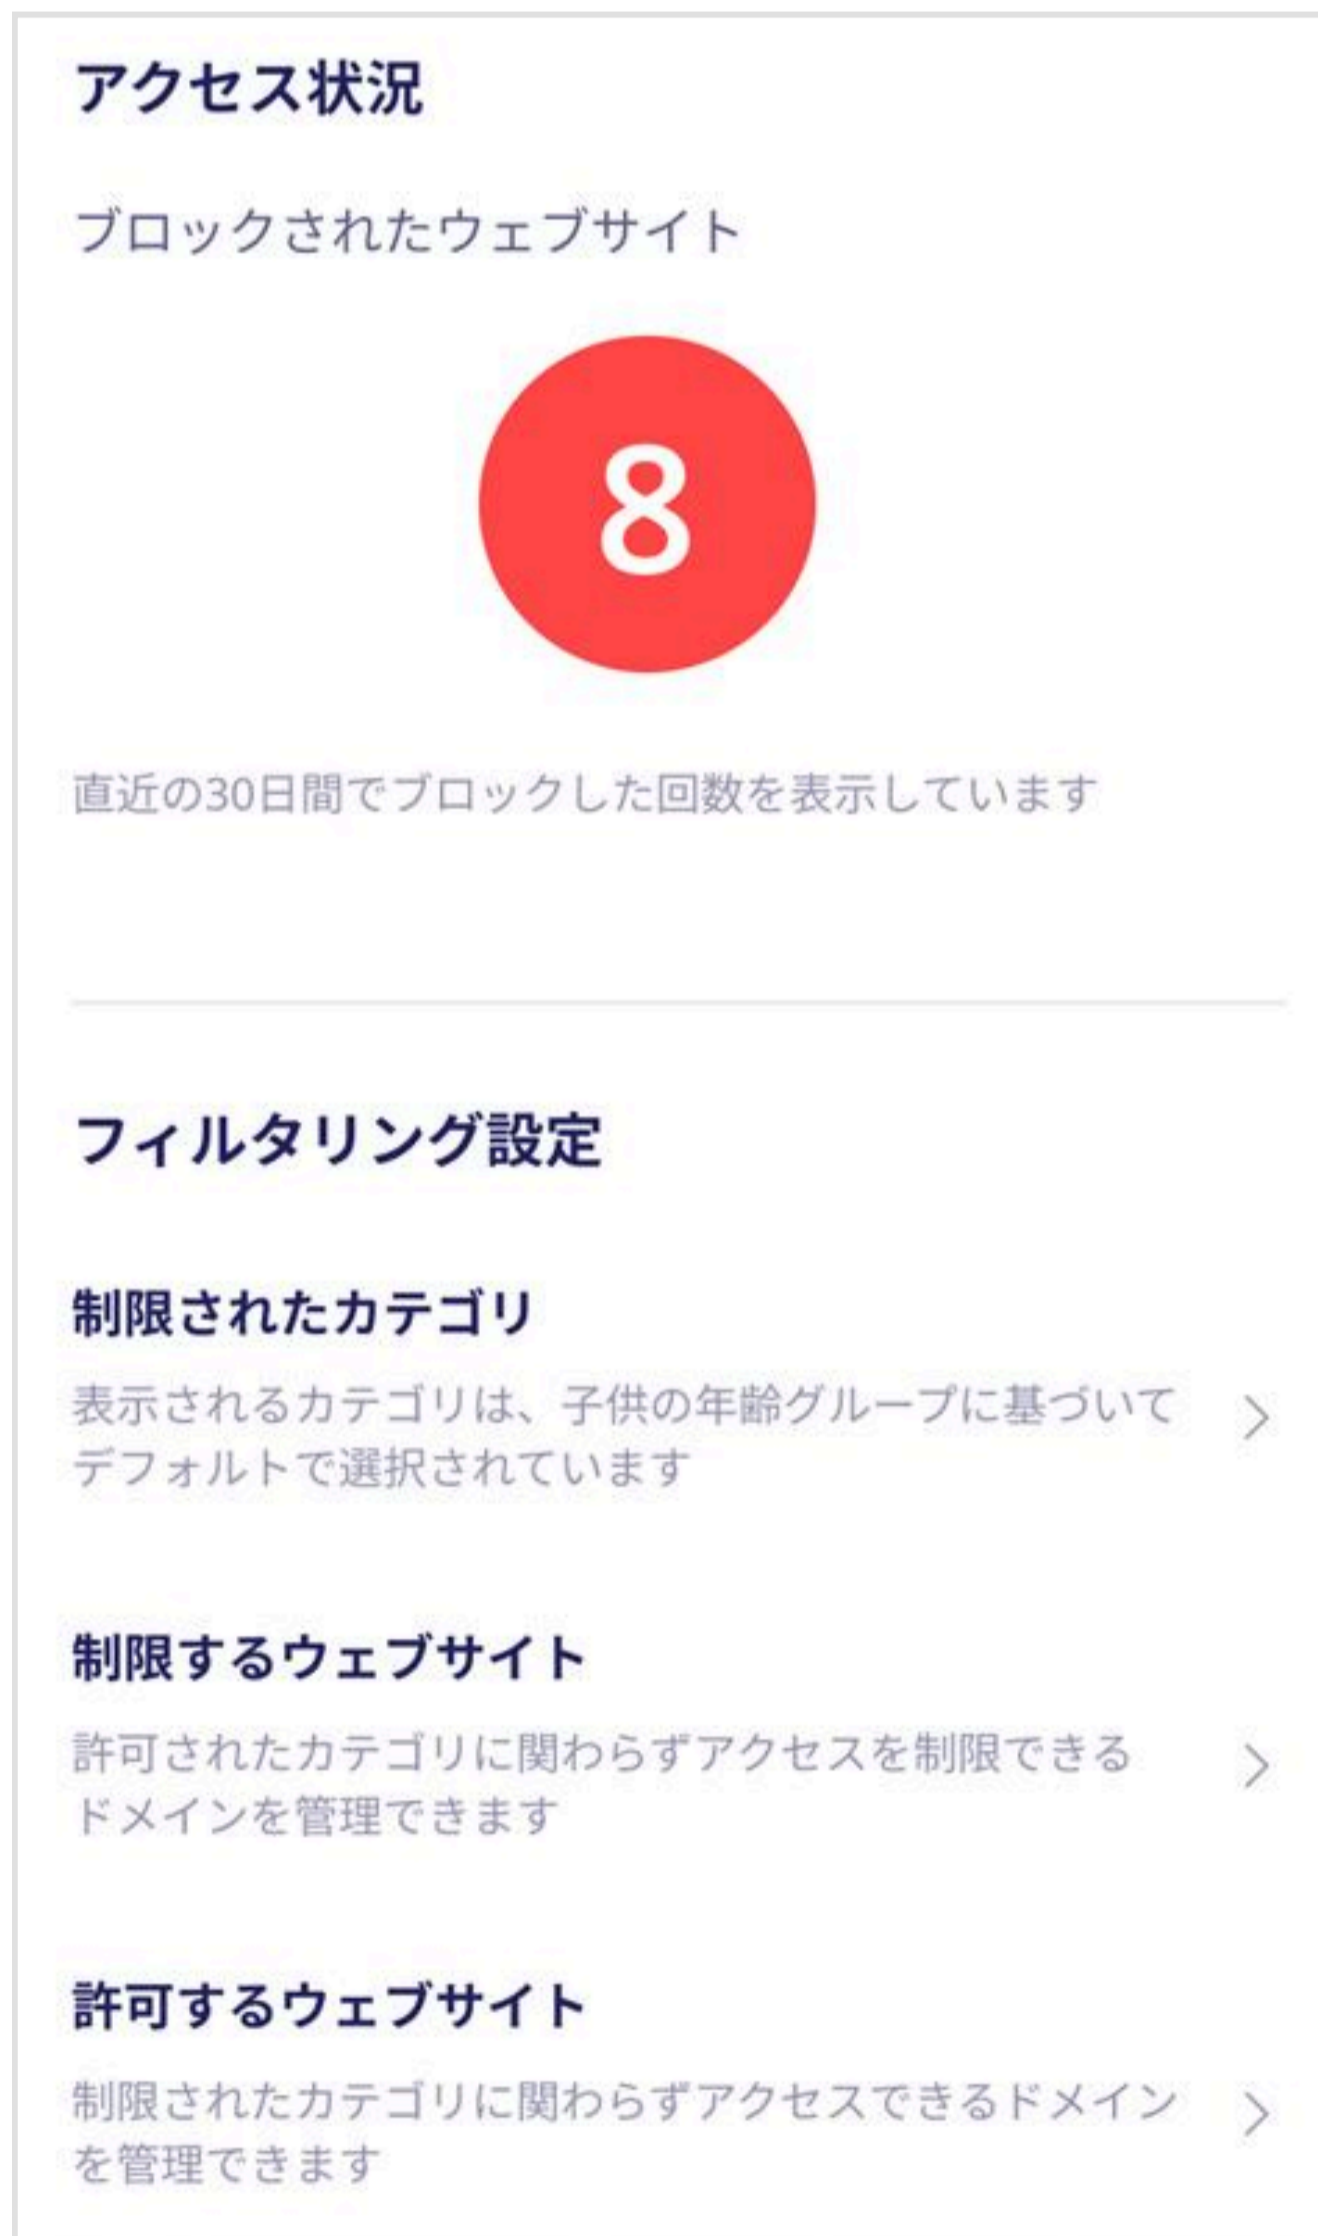 アクセス状況
ブロックされたウェブサイト
8
直近の30日間でブロックした回数を表示しています
フィルタリング設定
制限されたカテゴリ
表示されるカテゴリは、子供の年齢グループに基づいて
デフォルトで選択されています
制限するウェブサイト
許可されたカテゴリに関わらずアクセスを制限できる
ドメインを管理できます
許可するウェブサイト
制限されたカテゴリに関わらずアクセスできるドメイン
を管理できます